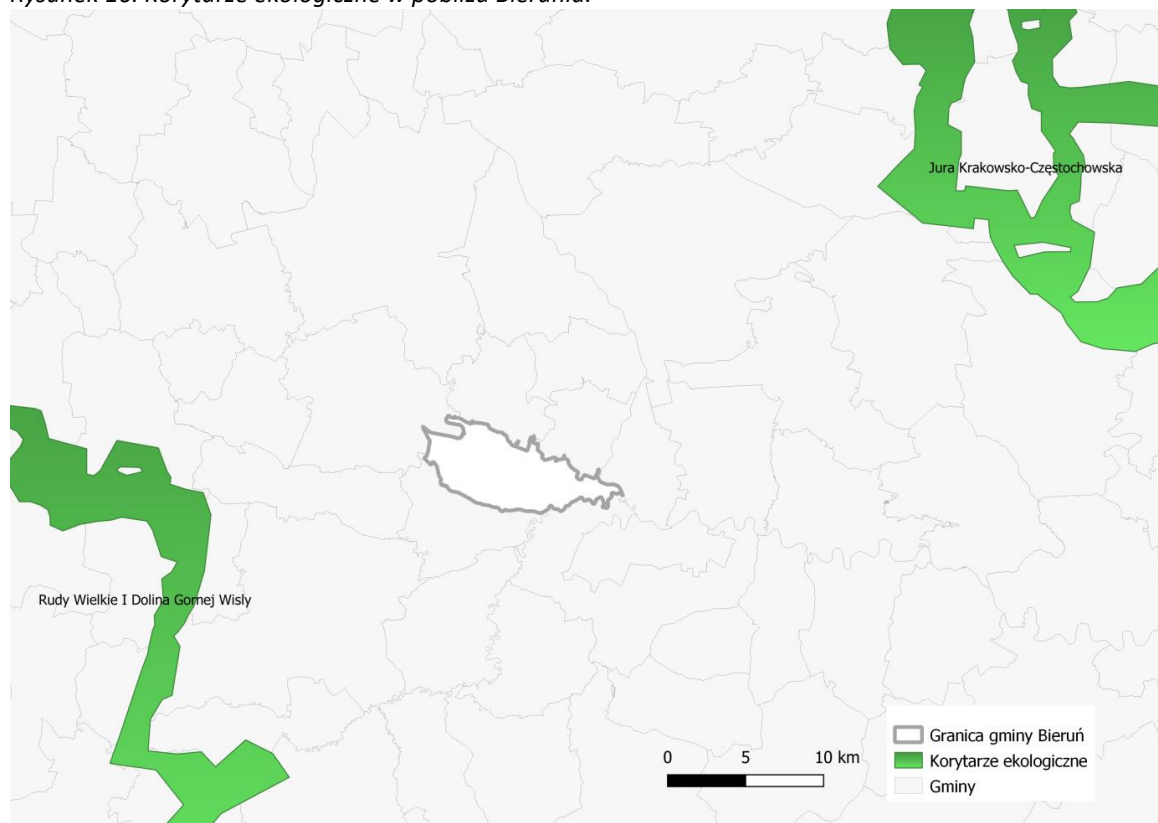 Jura Krakowsko-Częstochowska
Rudy Wielkie I Dolina Gornej Wisly
0 5 10 km
Granica gminy Bieruń
Korytarze ekologiczne
Gminy